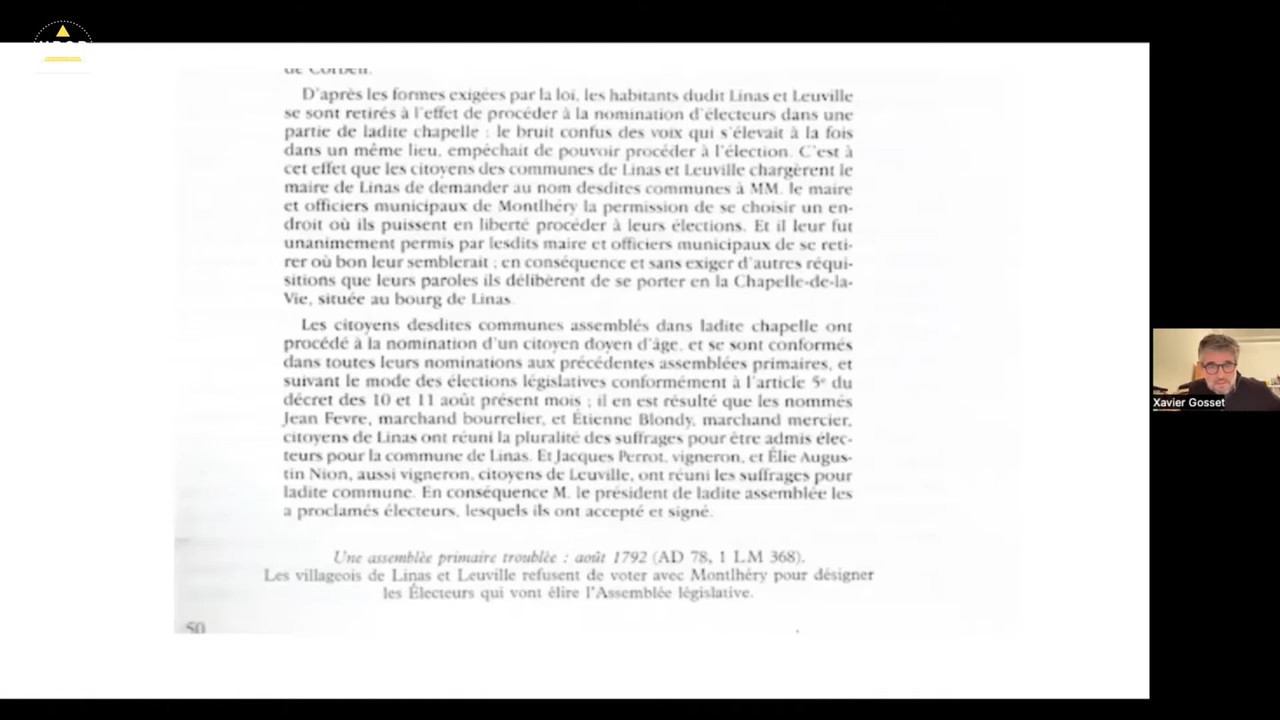 de Corbeil.
D'après les formes exigées par la loi, les habitants dudit Linas et Leuville
se sont retirés à l'effet de procéder à la nomination d'électeurs dans une
partie de ladite chapelle ; le bruit confus des voix qui s'élevait à la fois
dans un même lieu, empêchait de pouvoir procéder à l'élection. C'est à
cet effet que les citoyens des communes de Linas et Leuville chargèrent le
maire de Linas de demander au nom desdites communes à MM. le maire
et officiers municipaux de Montlhéry la permission de se choisir un en-
droit où ils puissent en liberté procéder à leurs élections. Et il leur fut
unanimement permis par lesdits maire et officiers municipaux de se reti-
rer où bon leur semblerait ; en conséquence et sans exiger d'autres réqui-
sitions que leurs paroles ils délibèrent de se porter en la Chapelle-de-la-
Vie, située au bourg de Linas.
Les citoyens desdites communes assemblés dans ladite chapelle ont
procédé à la nomination d'un citoyen doyen d'âge, et se sont conformés
dans toutes leurs nominations aux précédentes assemblées primaires, et
suivant le mode des élections législatives conformément à l'article 5e du
décret des 10 et 11 août présent mois ; il en est résulté que les nommés
Jean Fevre, marchand bourrelier, et Étienne Blondy, marchand mercier,
citoyens de Linas ont réuni la pluralité des suffrages pour être admis élec-
teurs pour la commune de Linas. Et Jacques Perrot, vigneron, et Élie Augus-
tin Nion, aussi vigneron, citoyens de Leuville, ont réuni les suffrages pour
ladite commune. En conséquence M. le président de ladite assemblée les
a proclamés électeurs, lesquels ils ont accepté et signé.
Une assemblée primaire troublée : août 1792 (AD 78, 1 LM 368).
Les villageois de Linas et Leuville refusent de voter avec Montlhéry pour désigner
les Électeurs qui vont élire l'Assemblée législative.
50
Xavier Gosset